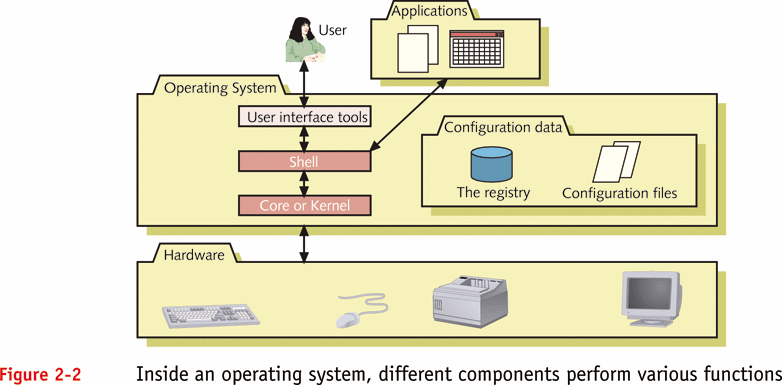 User
Applications
Operating System
User interface tools
Configuration data
Shell
The registry
Configuration files
Core or Kernel
Hardware
Figure 2-2 Inside an operating system, different components perform various functions